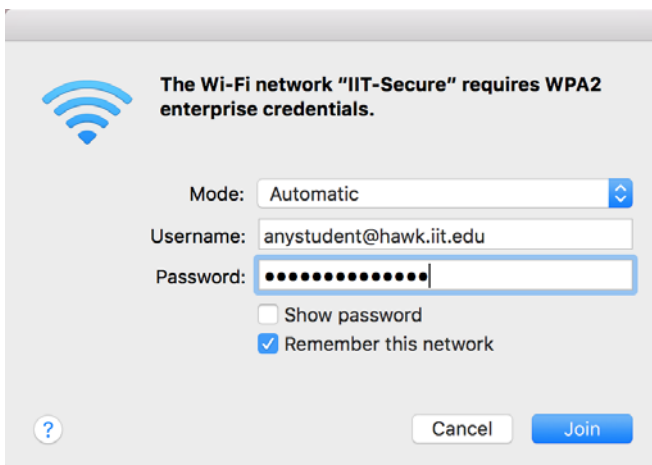 The Wi-Fi network “IIT-Secure” requires WPA2
enterprise credentials.
Mode: Automatic
Username: anystudent@hawk.iit.edu
Password: ••••••••••••••
Show password
Remember this network
? Cancel Join